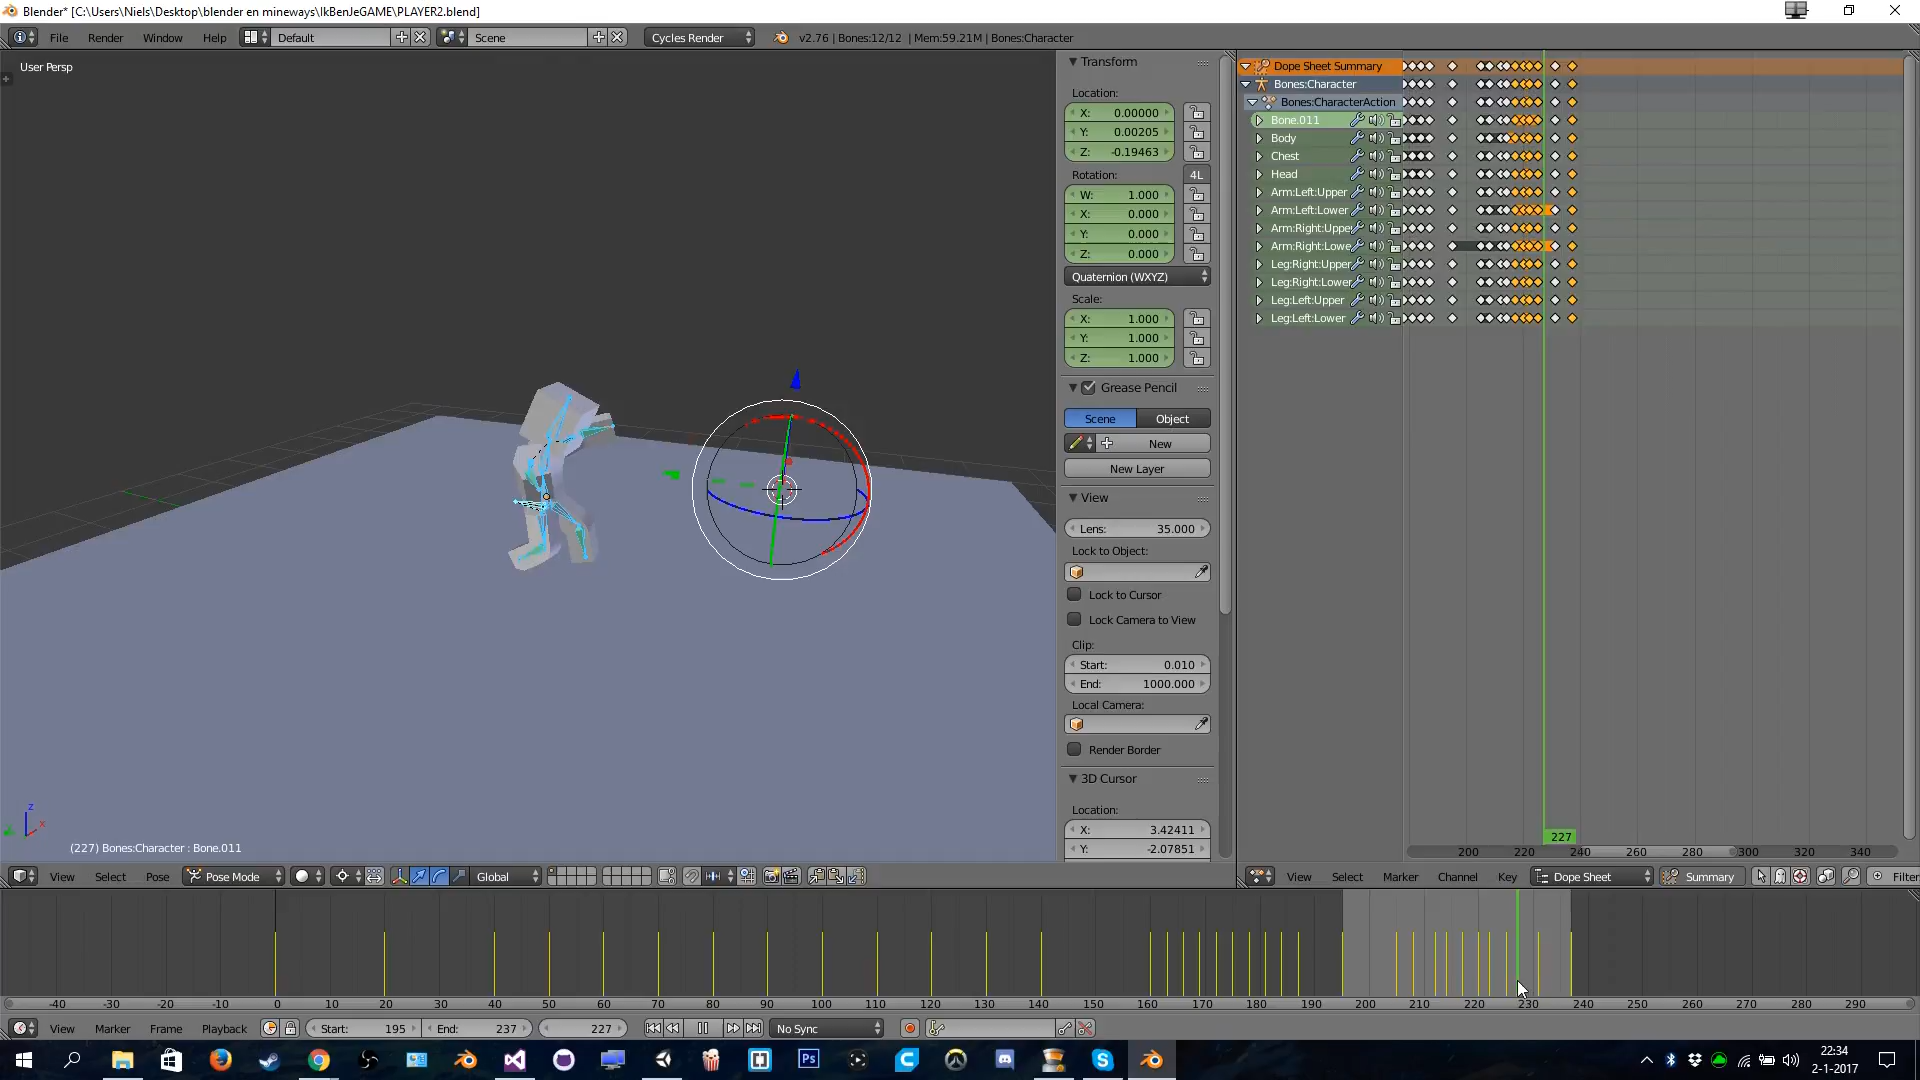 Blender* [C:\Users\Niels\Desktop\blender en mineways\IkBenJeGAME\PLAYER2.blend]
File Render Window Help Default Scene Cycles Render v2.76 | Bones:12/12 | Mem:59.21M | Bones:Character
User Persp
Transform
Location:
X: 0.00000
Y: 0.00205
Z: -0.19463
Rotation: 4L
W: 1.000
X: 0.000
Y: 0.000
Z: 0.000
Quaternion (WXYZ)
Scale:
X: 1.000
Y: 1.000
Z: 1.000
Grease Pencil
Scene Object
New
New Layer
View
Lens: 35.000
Lock to Object:
Lock to Cursor
Lock Camera to View
Clip:
Start: 0.010
End: 1000.000
Local Camera:
Render Border
3D Cursor
Location:
X: 3.42411
Y: -2.07851
Dope Sheet Summary
Bones:Character
Bones:CharacterAction
Bone.011
Body
Chest
Head
Arm:Left:Upper
Arm:Left:Lower
Arm:Right:Uppe
Arm:Right:Lowe
Leg:Right:Upper
Leg:Right:Lower
Leg:Left:Upper
Leg:Left:Lower
227
200 220 240 260 280 300 320 340
z
x
(227) Bones:Character : Bone.011
View Select Pose Pose Mode Global
View Select Marker Channel Key Dope Sheet Summary Filter
-40 -30 -20 -10 0 10 20 30 40 50 60 70 80 90 100 110 120 130 140 150 160 170 180 190 200 210 220 230 240 250 260 270 280 290
View Marker Frame Playback Start: 195 End: 237 227 No Sync
Ps
22:34
2-1-2017